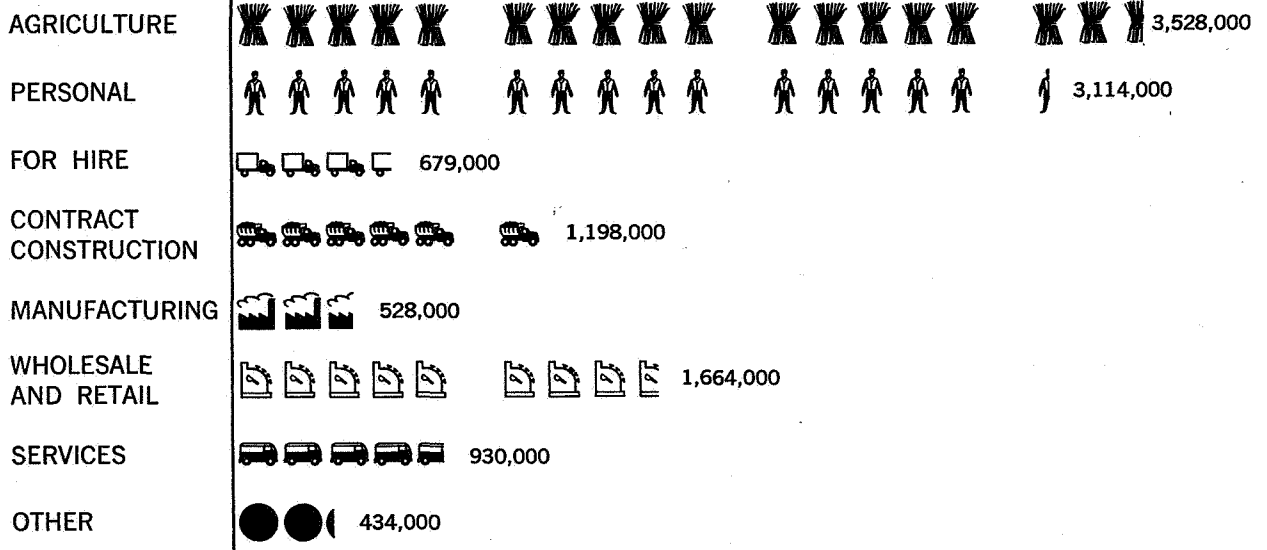 AGRICULTURE 3,528,000
PERSONAL 3,114,000
FOR HIRE 679,000
CONTRACT
CONSTRUCTION 1,198,000
MANUFACTURING 528,000
WHOLESALE
AND RETAIL 1,664,000
SERVICES 930,000
OTHER 434,000